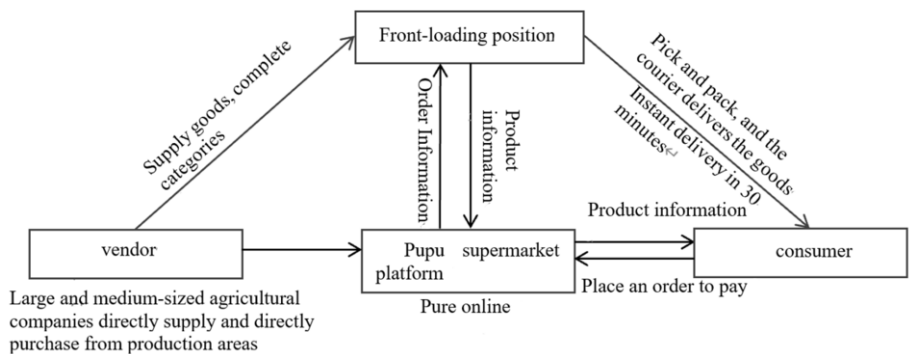 Front-loading position
Supply goods, complete
categories
Order Information
Product
information
Pick and pack, and the
courier delivers the goods
Instant delivery in 30
minutes↵
Product information
vendor
Pupu supermarket
platform
consumer
Place an order to pay
Pure online
Large and medium-sized agricultural
companies directly supply and directly
purchase from production areas